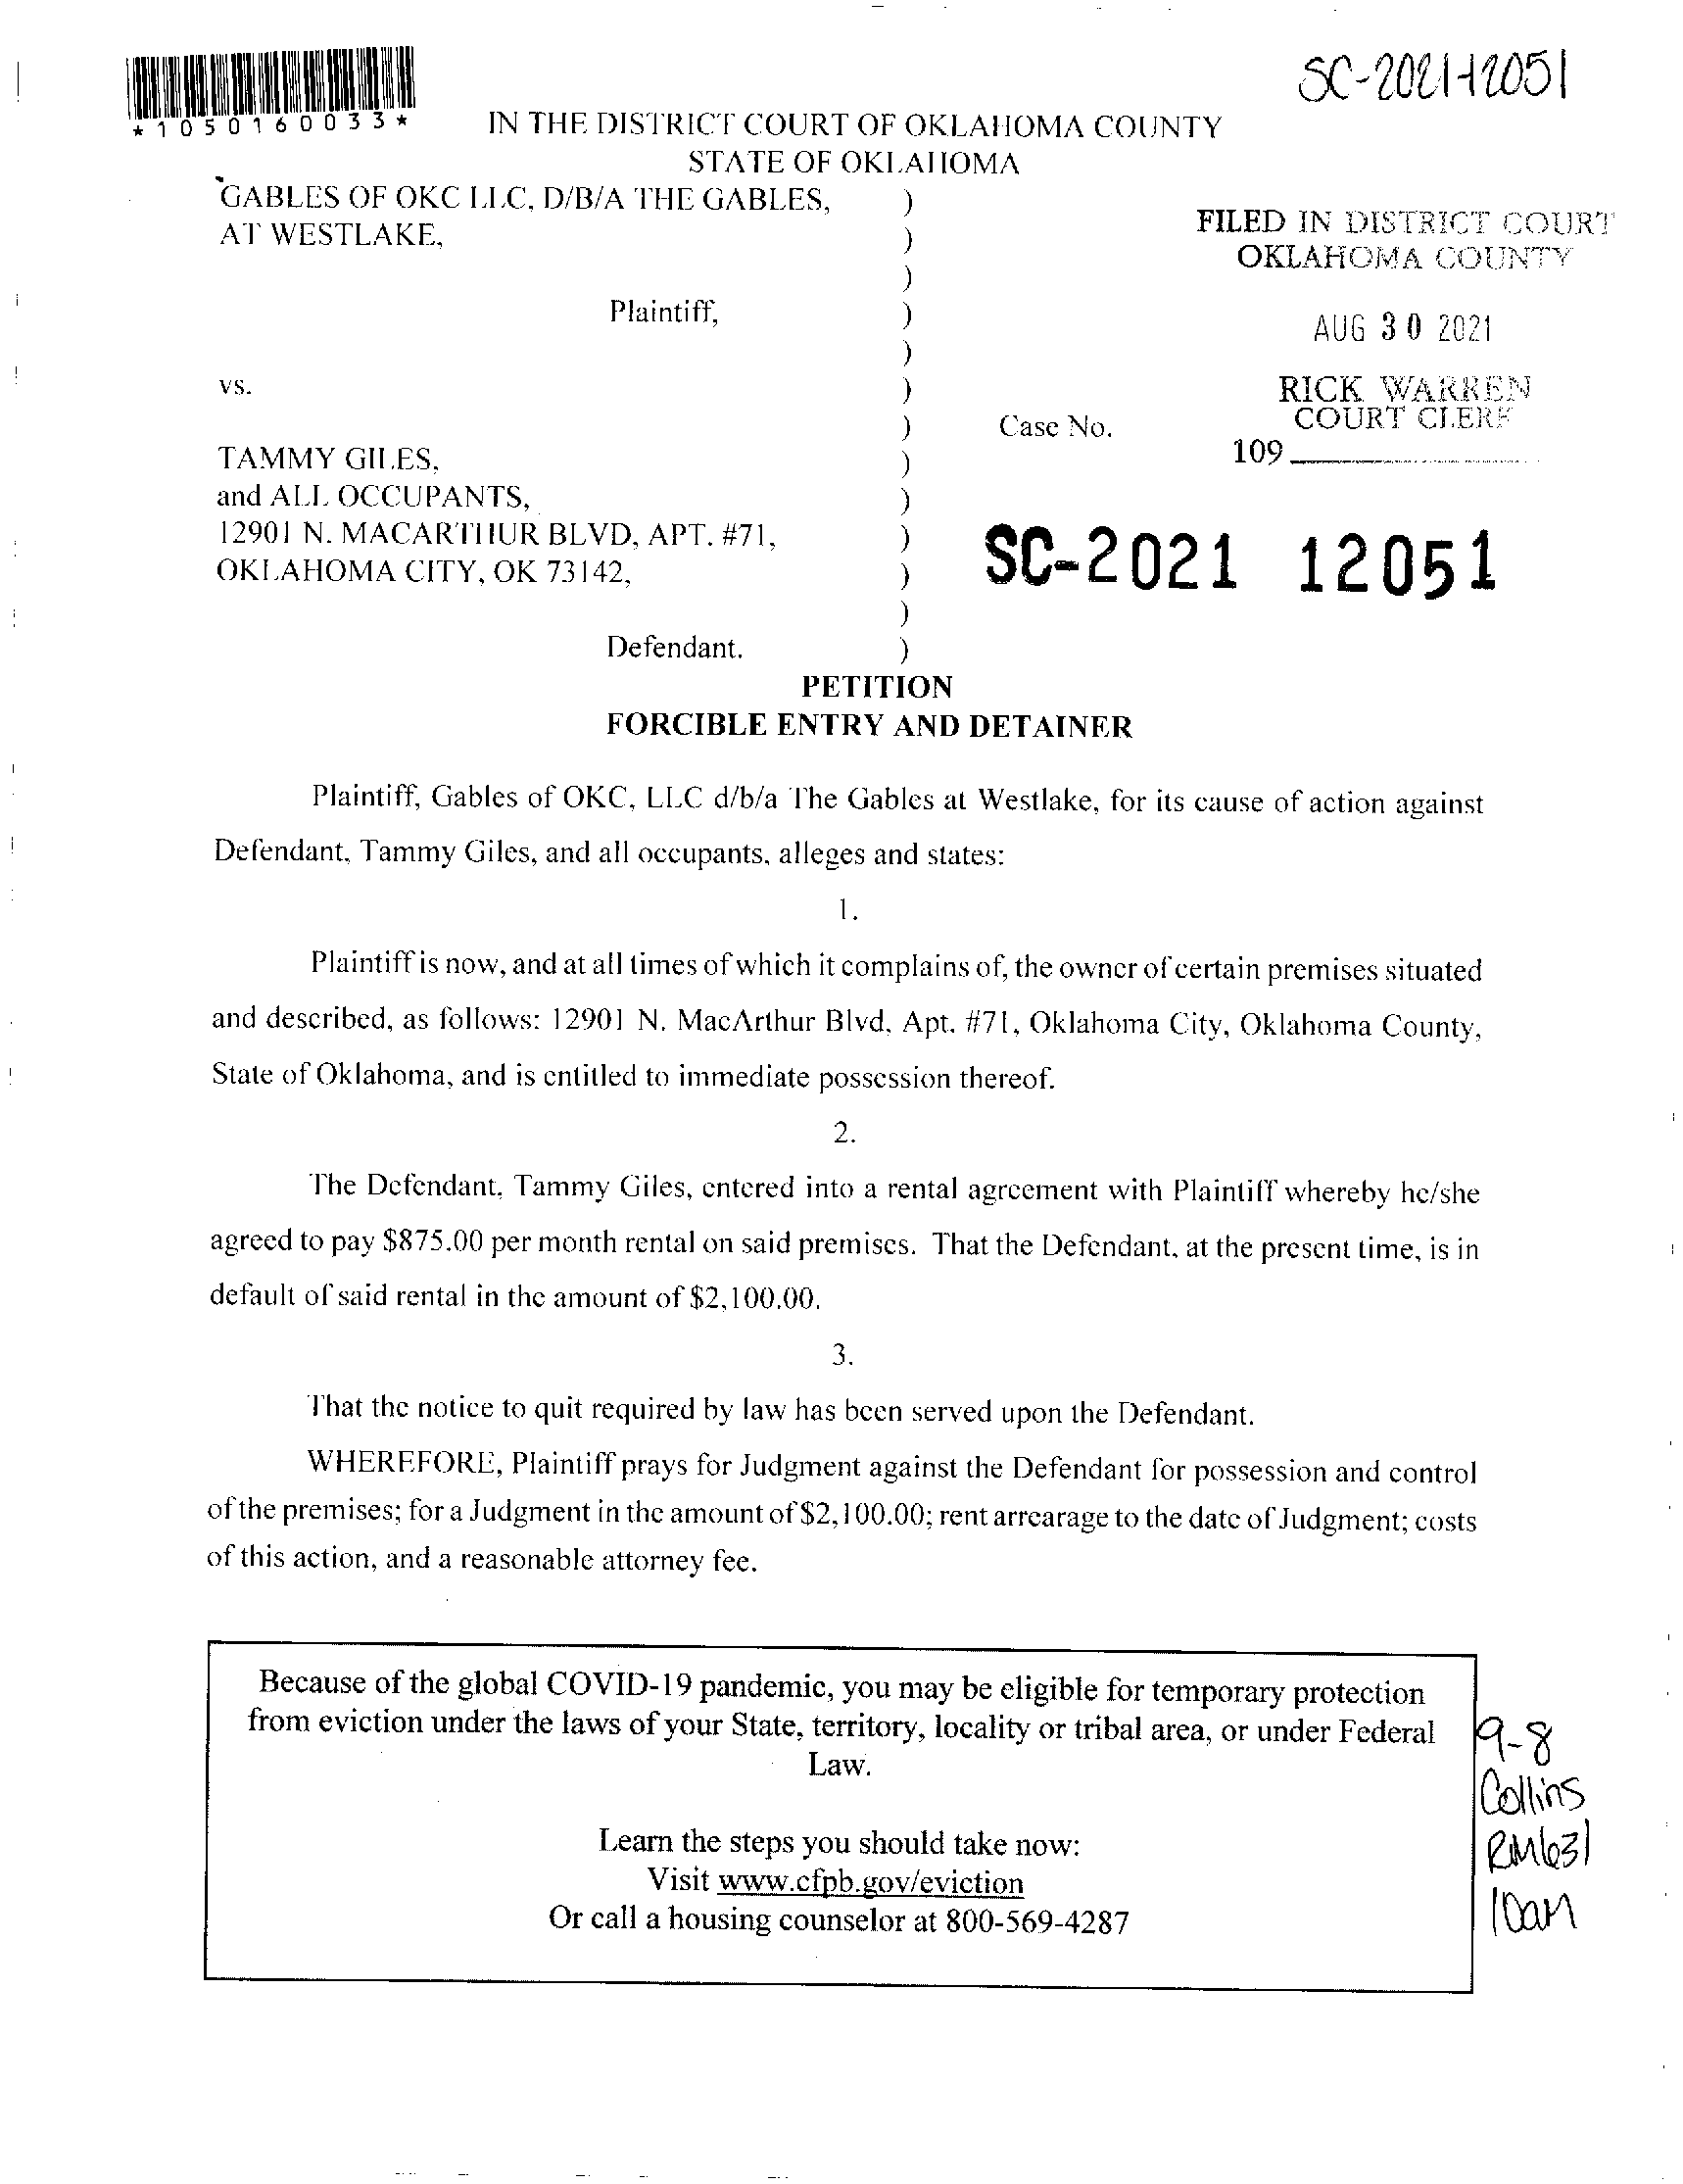 SC-2021-12051
*1050160033*
IN THE DISTRICT COURT OF OKLAHOMA COUNTY
STATE OF OKLAHOMA
GABLES OF OKC LLC, D/B/A THE GABLES, )
AT WESTLAKE, )
)
Plaintiff, )
)
vs. )
)
TAMMY GILES, )
and ALL OCCUPANTS, )
12901 N. MACARTHUR BLVD, APT. #71, )
OKLAHOMA CITY, OK 73142, )
)
Defendant. )
FILED IN DISTRICT COURT
OKLAHOMA COUNTY
AUG 30 2021
RICK WARREN
COURT CLERK
109
Case No.
SC-2021 12051
PETITION
FORCIBLE ENTRY AND DETAINER
Plaintiff, Gables of OKC, LLC d/b/a The Gables at Westlake, for its cause of action against
Defendant, Tammy Giles, and all occupants, alleges and states:
1.
Plaintiff is now, and at all times of which it complains of, the owner of certain premises situated
and described, as follows: 12901 N. MacArthur Blvd, Apt. #71, Oklahoma City, Oklahoma County,
State of Oklahoma, and is entitled to immediate possession thereof.
2.
The Defendant, Tammy Giles, entered into a rental agreement with Plaintiff whereby he/she
agreed to pay $875.00 per month rental on said premises. That the Defendant, at the present time, is in
default of said rental in the amount of $2,100.00.
3.
That the notice to quit required by law has been served upon the Defendant.
WHEREFORE, Plaintiff prays for Judgment against the Defendant for possession and control
of the premises; for a Judgment in the amount of $2,100.00; rent arrearage to the date of Judgment; costs
of this action, and a reasonable attorney fee.
Because of the global COVID-19 pandemic, you may be eligible for temporary protection
from eviction under the laws of your State, territory, locality or tribal area, or under Federal
Law.
Learn the steps you should take now:
Visit www.cfpb.gov/eviction
Or call a housing counselor at 800-569-4287
9-8
Collins
RM631
10am